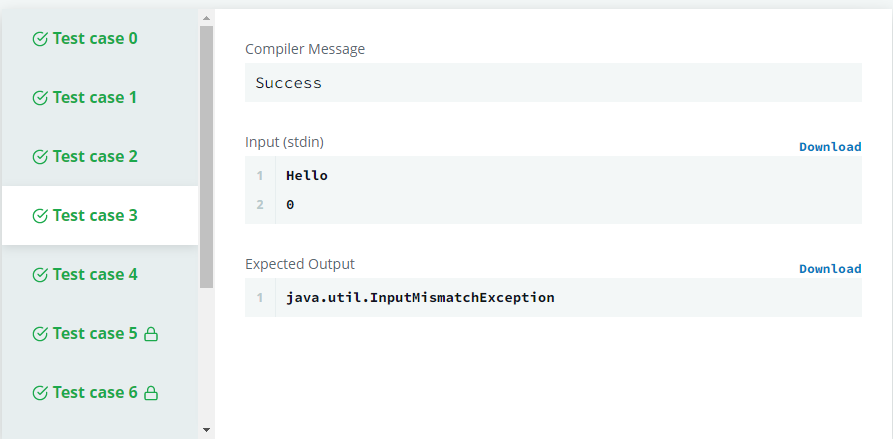 Test case 0
Test case 1
Test case 2
Test case 3
Test case 4
Test case 5
Test case 6
Compiler Message
Success
Input (stdin)
Download
1 Hello
2 0
Expected Output
Download
1 java.util.InputMismatchException